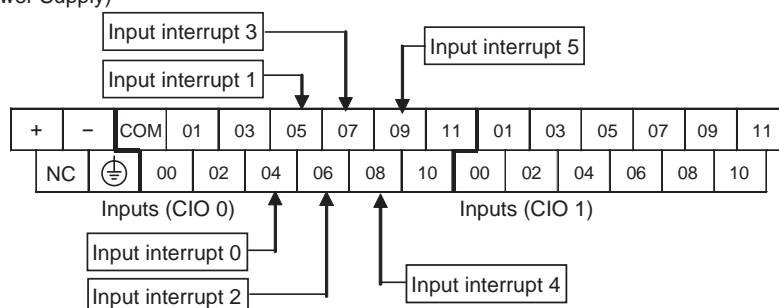 wer Supply)
Input interrupt 3
Input interrupt 5
Input interrupt 1
+ − COM 01 03 05 07 09 11 01 03 05 07 09 11
NC 00 02 04 06 08 10 00 02 04 06 08 10
Inputs (CIO 0) Inputs (CIO 1)
Input interrupt 0
Input interrupt 4
Input interrupt 2